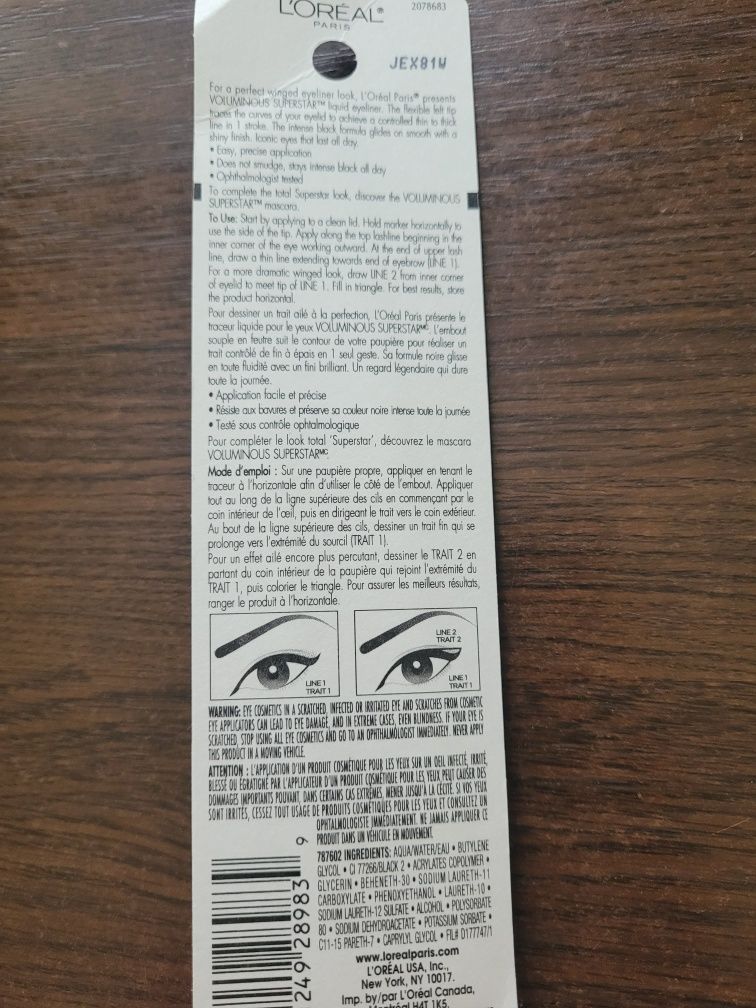 L'ORÉAL®
PARIS
2078683
JEX81W
For a perfect winged eyeliner look, L'Oréal Paris® presents
VOLUMINOUS SUPERSTAR™ liquid eyeliner. The flexible felt tip
traces the curves of your eyelid to achieve a controlled thin to thick
line in 1 stroke. The intense black formula glides on smooth with a
shiny finish. Iconic eyes that last all day.
• Easy, precise application
• Does not smudge, stays intense black all day
• Ophthalmologist tested
To complete the total Superstar look, discover the VOLUMINOUS
SUPERSTAR™ mascara.
To Use: Start by applying to a clean lid. Hold marker horizontally to
use the side of the tip. Apply along the top lashline beginning in the
inner corner of the eye working outward. At the end of upper lash
line, draw a thin line extending towards end of eyebrow (LINE 1).
For a more dramatic winged look, draw LINE 2 from inner corner
of eyelid to meet tip of LINE 1. Fill in triangle. For best results, store
the product horizontal.
Pour dessiner un trait ailé à la perfection, L'Oréal Paris présente le
traceur liquide pour le yeux VOLUMINOUS SUPERSTARᴹᶜ. L'embout
souple en feutre suit le contour de votre paupière pour réaliser un
trait contrôlé de fin à épais en 1 seul geste. Sa formule noire glisse
en toute fluidité avec un fini brillant. Un regard légendaire qui dure
toute la journée.
• Application facile et précise
• Résiste aux bavures et préserve sa couleur noire intense toute la journée
• Testé sous contrôle ophtalmologique
Pour compléter le look total 'Superstar', découvrez le mascara
VOLUMINOUS SUPERSTARᴹᶜ.
Mode d'emploi : Sur une paupière propre, appliquer en tenant le
traceur à l'horizontale afin d'utiliser le côté de l'embout. Appliquer
tout au long de la ligne supérieure des cils en commençant par le
coin intérieur de l'œil, puis en dirigeant le trait vers le coin extérieur.
Au bout de la ligne supérieure des cils, dessiner un trait fin qui se
prolonge vers l'extrémité du sourcil (TRAIT 1).
Pour un effet ailé encore plus percutant, dessiner le TRAIT 2 en
partant du coin intérieur de la paupière qui rejoint l'extrémité du
TRAIT 1, puis colorier le triangle. Pour assurer les meilleurs résultats,
ranger le produit à l'horizontale.
LINE 1
TRAIT 1
LINE 2
TRAIT 2
LINE 1
TRAIT 1
WARNING: EYE COSMETICS IN A SCRATCHED, INFECTED OR IRRITATED EYE AND SCRATCHES FROM COSMETIC
EYE APPLICATORS CAN LEAD TO EYE DAMAGE, AND IN EXTREME CASES, EVEN BLINDNESS. IF YOUR EYE IS
SCRATCHED, STOP USING ALL EYE COSMETICS AND GO TO AN OPHTHALMOLOGIST IMMEDIATELY. NEVER APPLY
THIS PRODUCT IN A MOVING VEHICLE.
ATTENTION : L'APPLICATION D'UN PRODUIT COSMÉTIQUE POUR LES YEUX SUR UN OEIL INFECTÉ, IRRITÉ,
BLESSÉ OU ÉGRATIGNÉ PAR L'APPLICATEUR D'UN PRODUIT COSMÉTIQUE POUR LES YEUX PEUT CAUSER DES
DOMMAGES IMPORTANTS POUVANT, DANS CERTAINS CAS EXTRÊMES, MENER JUSQU'À LA CÉCITÉ. SI VOS YEUX
SONT IRRITÉS, CESSEZ TOUT USAGE DE PRODUITS COSMÉTIQUES POUR LES YEUX ET CONSULTEZ UN
OPHTALMOLOGISTE IMMÉDIATEMENT. NE JAMAIS APPLIQUER CE
PRODUIT DANS UN VÉHICULE EN MOUVEMENT.
787602 INGREDIENTS: AQUA/WATER/EAU • BUTYLENE
GLYCOL • CI 77266/BLACK 2 • ACRYLATES COPOLYMER •
GLYCERIN • BEHENETH-30 • SODIUM LAURETH-11
CARBOXYLATE • PHENOXYETHANOL • LAURETH-10 •
SODIUM LAURETH-12 SULFATE • ALCOHOL • POLYSORBATE
80 • SODIUM DEHYDROACETATE • POTASSIUM SORBATE •
C11-15 PARETH-7 • CAPRYLYL GLYCOL • FIL# D177747/1
www.lorealparis.com
L'ORÉAL USA, Inc.,
New York, NY 10017.
Imp. by/par L'Oréal Canada,
Montréal H4T 1K5.
249 28983 9